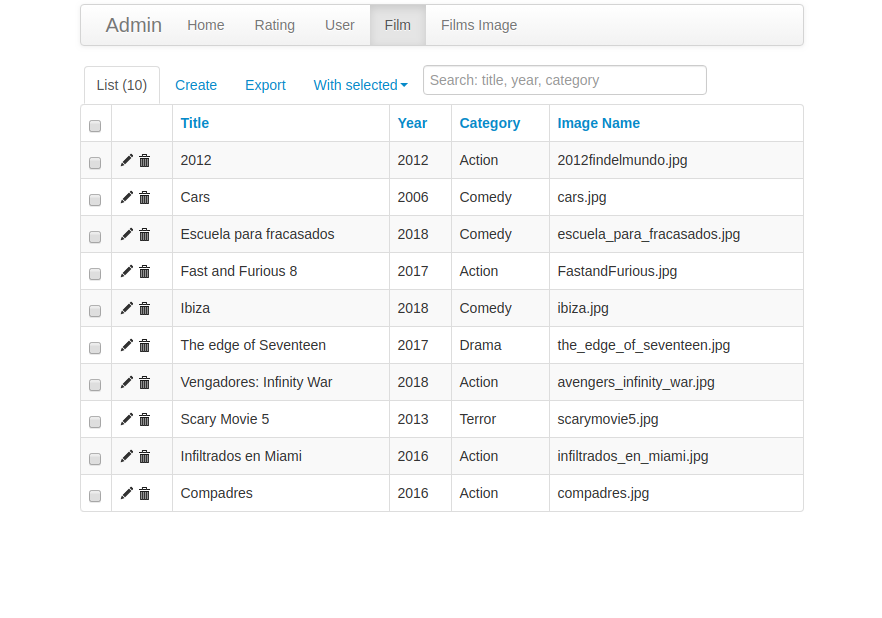 Admin Home Rating User Film Films Image
List (10) Create Export With selected Search: title, year, category
Title Year Category Image Name
2012 2012 Action 2012findelmundo.jpg
Cars 2006 Comedy cars.jpg
Escuela para fracasados 2018 Comedy escuela_para_fracasados.jpg
Fast and Furious 8 2017 Action FastandFurious.jpg
Ibiza 2018 Comedy ibiza.jpg
The edge of Seventeen 2017 Drama the_edge_of_seventeen.jpg
Vengadores: Infinity War 2018 Action avengers_infinity_war.jpg
Scary Movie 5 2013 Terror scarymovie5.jpg
Infiltrados en Miami 2016 Action infiltrados_en_miami.jpg
Compadres 2016 Action compadres.jpg